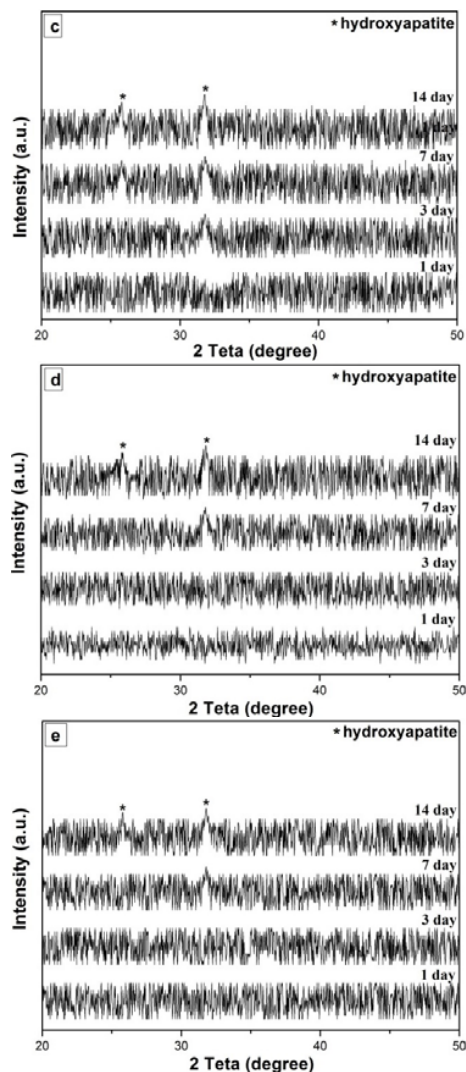 c
* hydroxyapatite
Intensity (a.u.)
* *
14 day
day
7 day
3 day
1 day
20 30 40 50
2 Teta (degree)
d
* hydroxyapatite
Intensity (a.u.)
* *
14 day
7 day
3 day
1 day
20 30 40 50
2 Teta (degree)
e
* hydroxyapatite
Intensity (a.u.)
* *
14 day
7 day
3 day
1 day
20 30 40 50
2 Teta (degree)